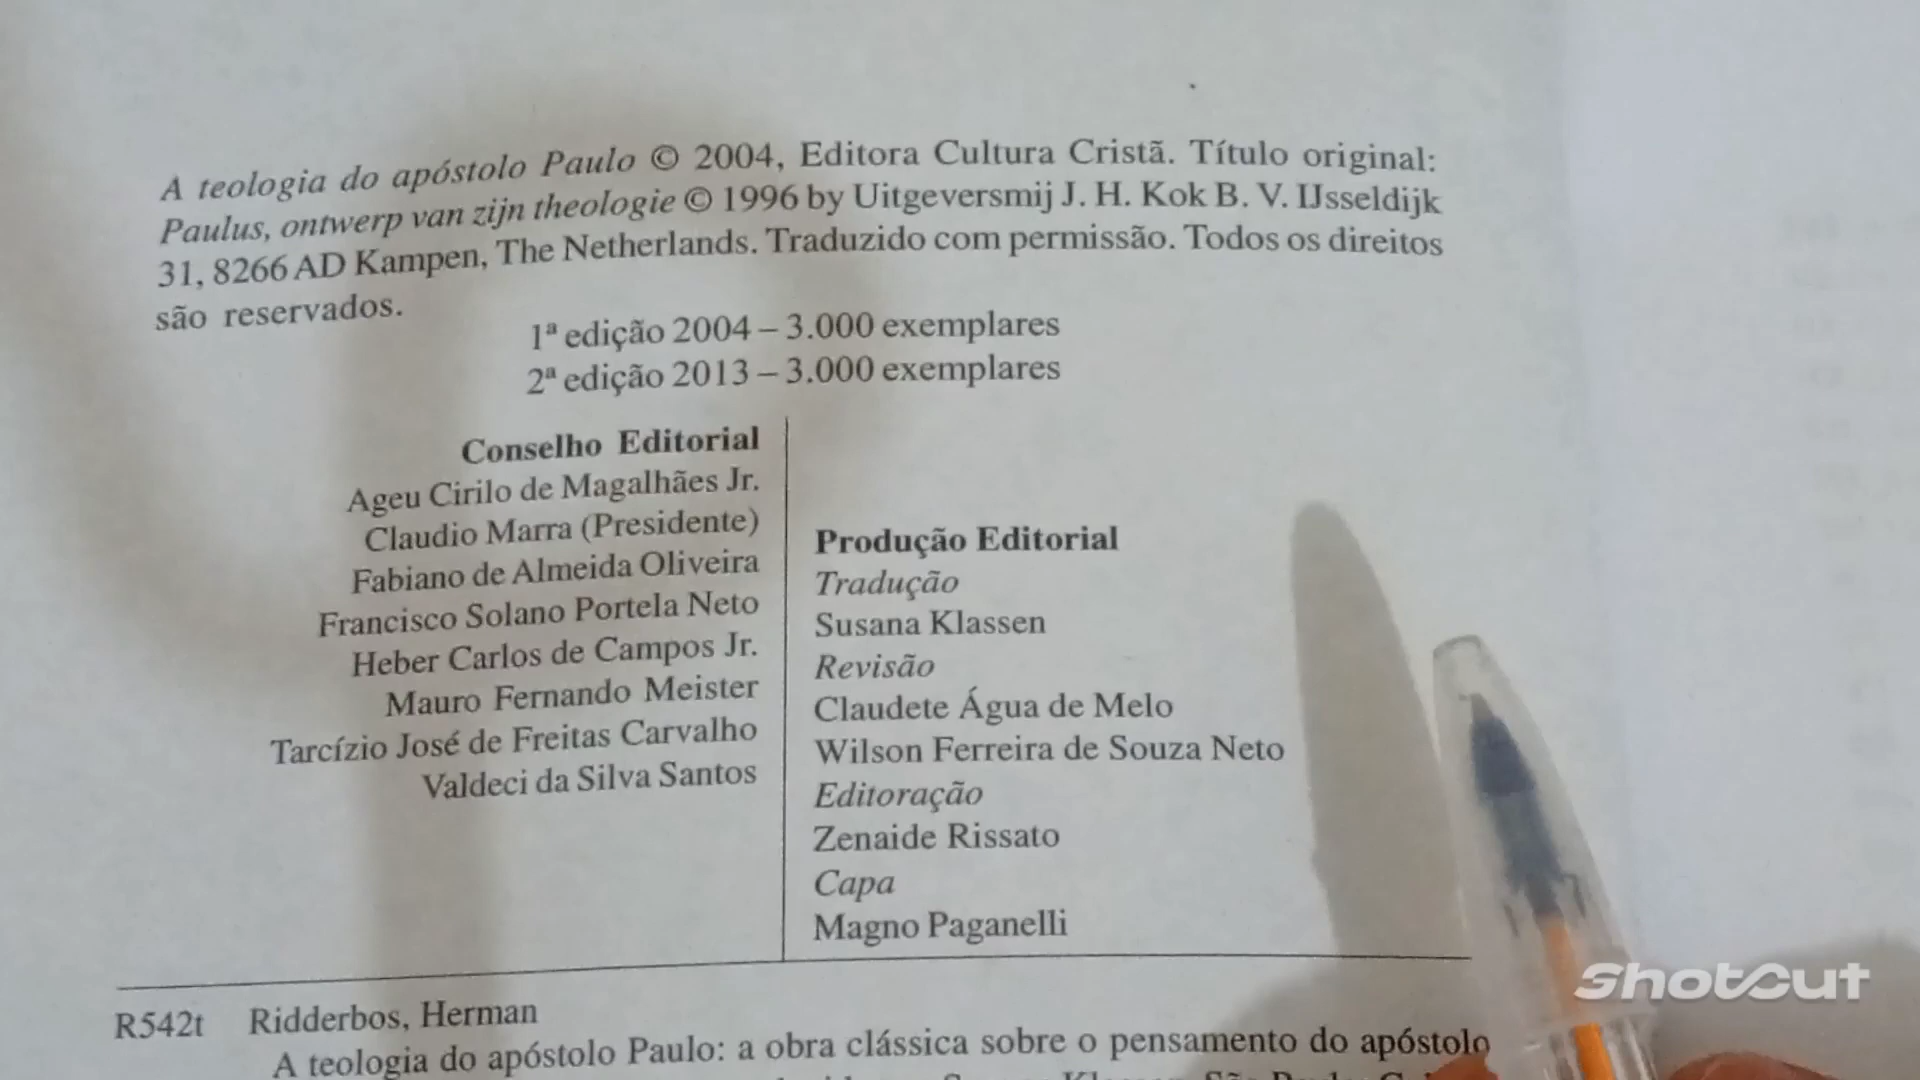 A teologia do apóstolo Paulo © 2004, Editora Cultura Cristã. Título original:
Paulus, ontwerp van zijn theologie © 1996 by Uitgeversmij J. H. Kok B. V. IJsseldijk
31, 8266 AD Kampen, The Netherlands. Traduzido com permissão. Todos os direitos
são reservados.
1ª edição 2004 – 3.000 exemplares
2ª edição 2013 – 3.000 exemplares
Conselho Editorial
Ageu Cirilo de Magalhães Jr.
Claudio Marra (Presidente)
Fabiano de Almeida Oliveira
Francisco Solano Portela Neto
Heber Carlos de Campos Jr.
Mauro Fernando Meister
Tarcízio José de Freitas Carvalho
Valdeci da Silva Santos
Produção Editorial
Tradução
Susana Klassen
Revisão
Claudete Água de Melo
Wilson Ferreira de Souza Neto
Editoração
Zenaide Rissato
Capa
Magno Paganelli
R542t Ridderbos, Herman
A teologia do apóstolo Paulo: a obra clássica sobre o pensamento do apóstolo
ShotCut